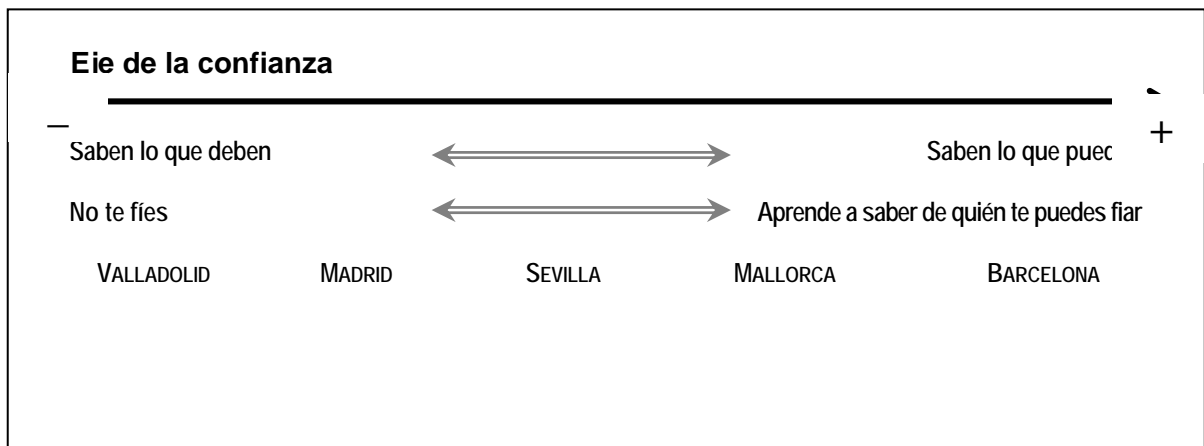 Eie de la confianza
–
+
Saben lo que deben
Saben lo que
No te fíes
Aprende a saber de quién te puedes fiar
VALLADOLID MADRID SEVILLA MALLORCA BARCELONA